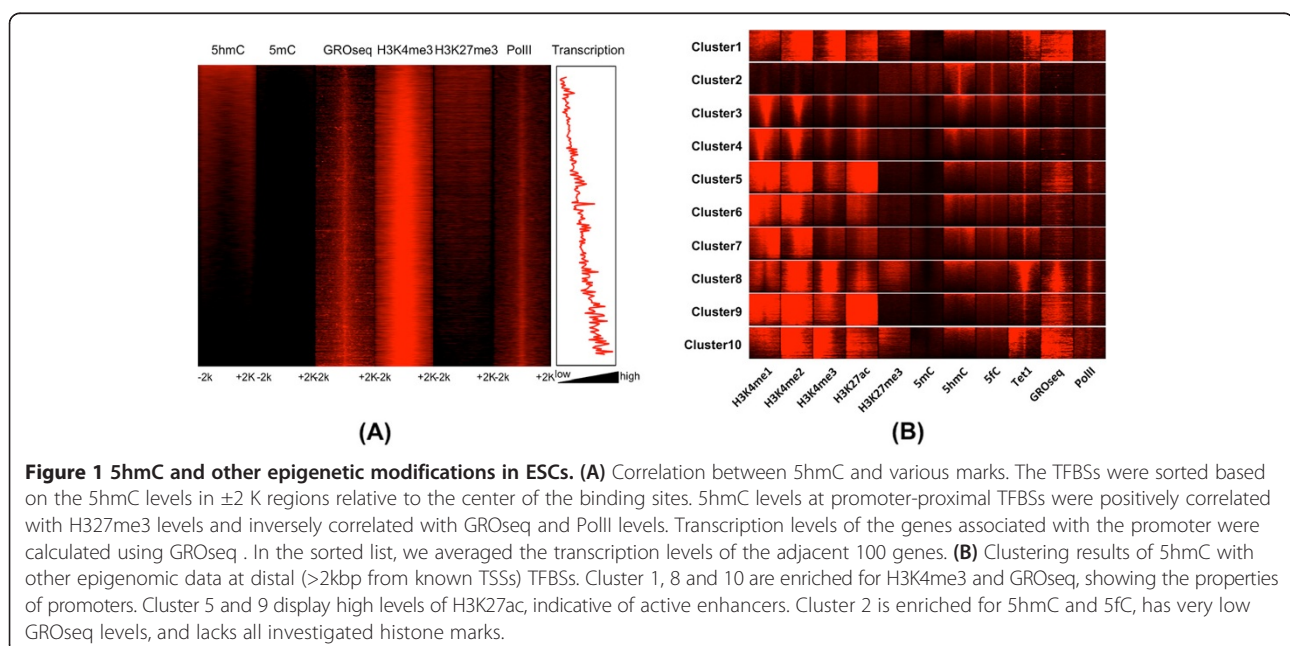 5hmC 5mC GROseq H3K4me3 H3K27me3 PolII Transcription
-2k +2K -2k +2K -2k +2K -2k +2K -2k +2K -2k +2K low high
(A)
Cluster1
Cluster2
Cluster3
Cluster4
Cluster5
Cluster6
Cluster7
Cluster8
Cluster9
Cluster10
H3K4me1 H3K4me2 H3K4me3 H3K27ac H3K27me3 5mC 5hmC 5fC Tet1 GROseq PolII
(B)
Figure 1 5hmC and other epigenetic modifications in ESCs. (A) Correlation between 5hmC and various marks. The TFBSs were sorted based
on the 5hmC levels in ±2 K regions relative to the center of the binding sites. 5hmC levels at promoter-proximal TFBSs were positively correlated
with H327me3 levels and inversely correlated with GROseq and PolII levels. Transcription levels of the genes associated with the promoter were
calculated using GROseq . In the sorted list, we averaged the transcription levels of the adjacent 100 genes. (B) Clustering results of 5hmC with
other epigenomic data at distal (>2kbp from known TSSs) TFBSs. Cluster 1, 8 and 10 are enriched for H3K4me3 and GROseq, showing the properties
of promoters. Cluster 5 and 9 display high levels of H3K27ac, indicative of active enhancers. Cluster 2 is enriched for 5hmC and 5fC, has very low
GROseq levels, and lacks all investigated histone marks.